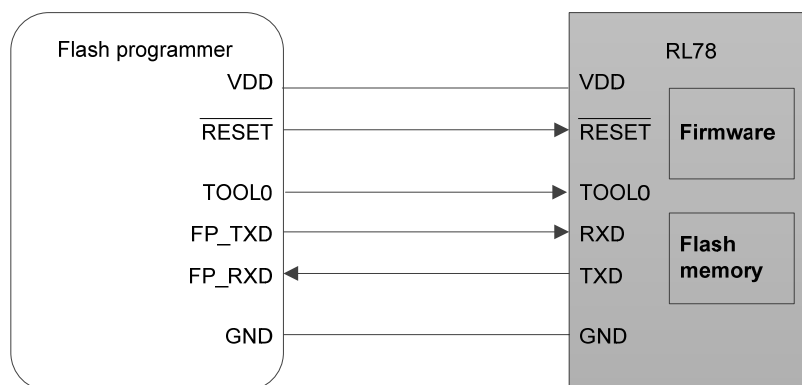 Flash programmer
RL78
VDD
VDD
RESET
RESET
Firmware
TOOL0
TOOL0
FP_TXD
RXD
Flash
memory
FP_RXD
TXD
GND
GND